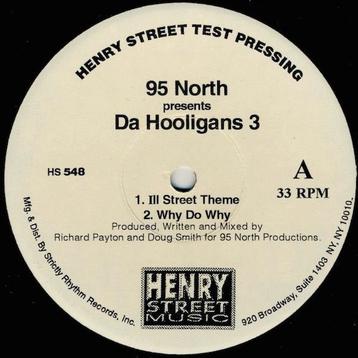 HENRY STREET TEST PRESSING
95 North
presents
Da Hooligans 3
HS 548
A
33 RPM
1. Ill Street Theme
2. Why Do Why
Produced, Written and Mixed by
Richard Payton and Doug Smith for 95 North Productions.
Mfg. & Dist. By Strictly Rhythm Records, Inc.
920 Broadway, Suite 1403 NY. NY. 10010.
HENRY
STREET
MUSIC